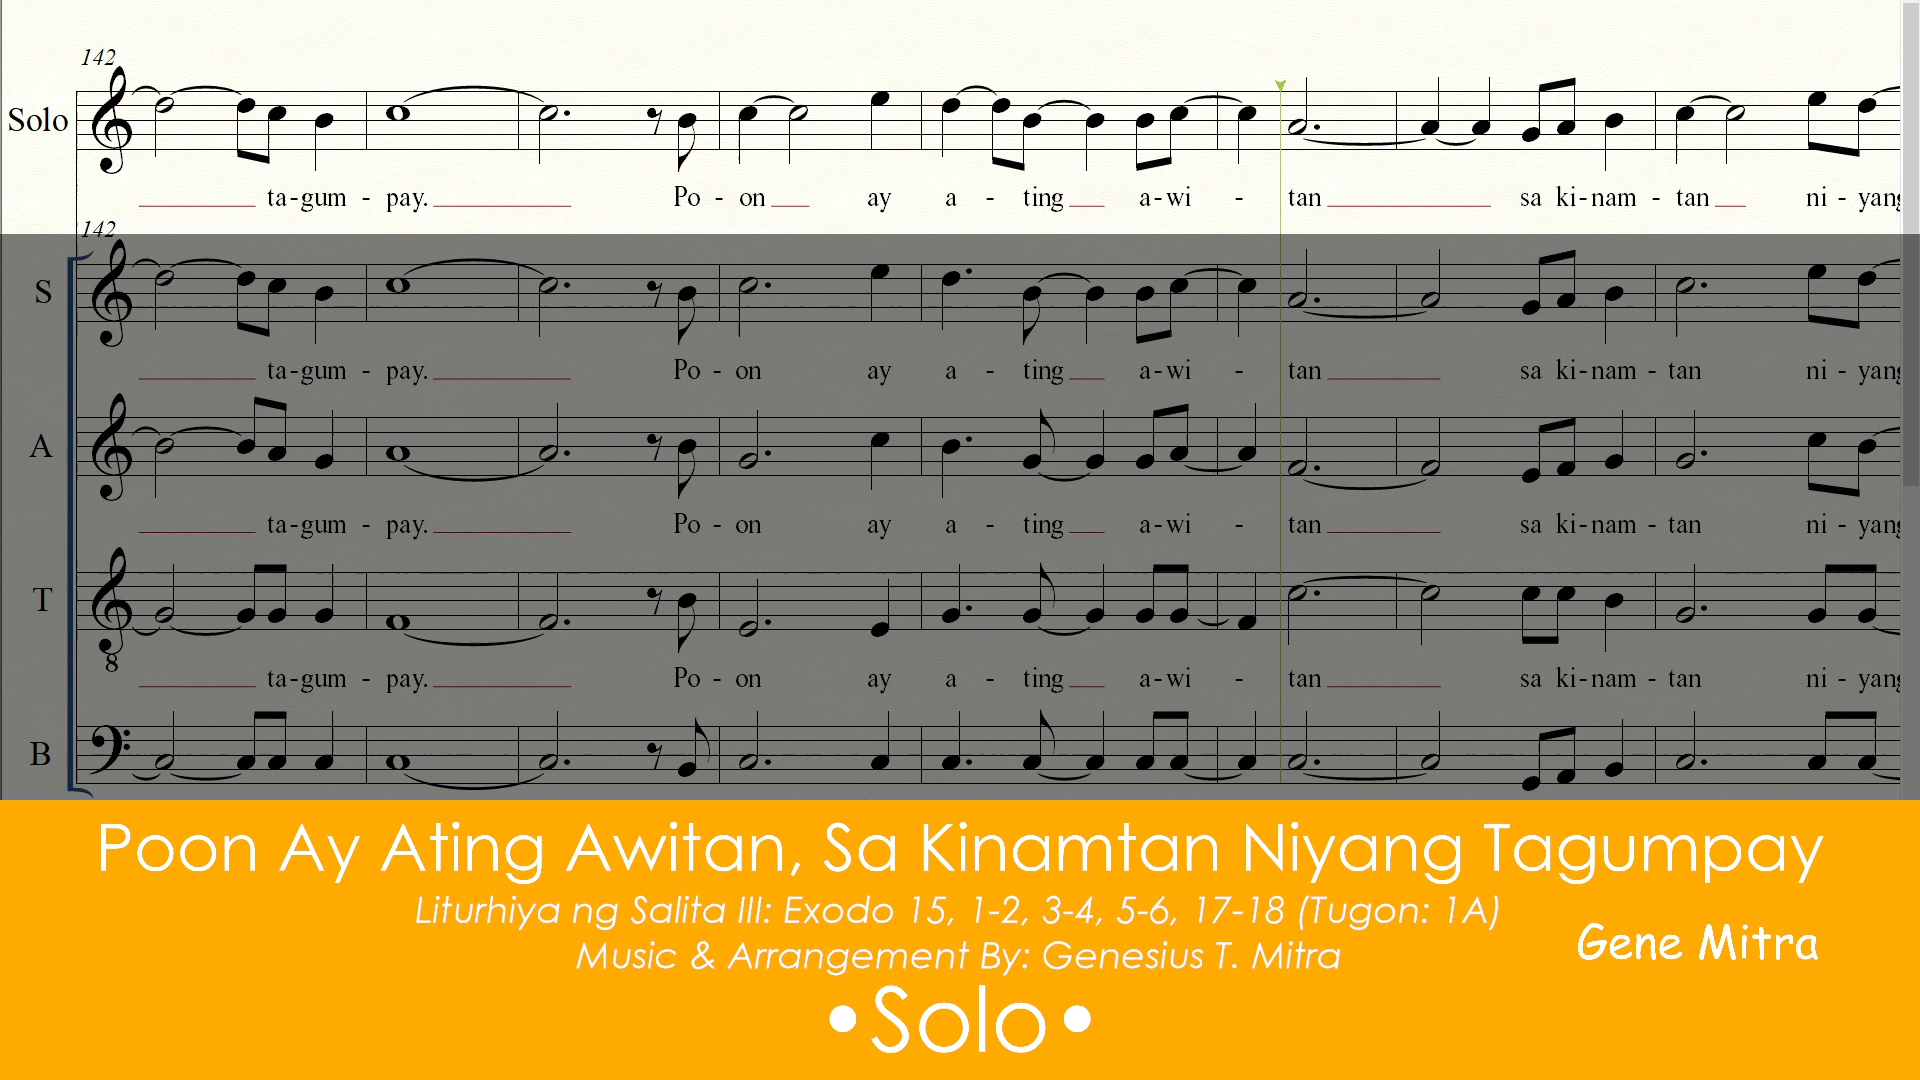 142
Solo
ta-gum - pay. Po - on ay a - ting a-wi - tan sa ki-nam - tan ni - yang
142
S
ta-gum - pay. Po - on ay a - ting a-wi - tan sa ki-nam - tan ni - yang
A
ta-gum - pay. Po - on ay a - ting a-wi - tan sa ki-nam - tan ni - yang
T
8
ta-gum - pay. Po - on ay a - ting a-wi - tan sa ki-nam - tan ni - yang
B
Poon Ay Ating Awitan, Sa Kinamtan Niyang Tagumpay
Liturhiya ng Salita III: Exodo 15, 1-2, 3-4, 5-6, 17-18 (Tugon: 1A)
Music & Arrangement By: Genesius T. Mitra
Gene Mitra
•Solo•